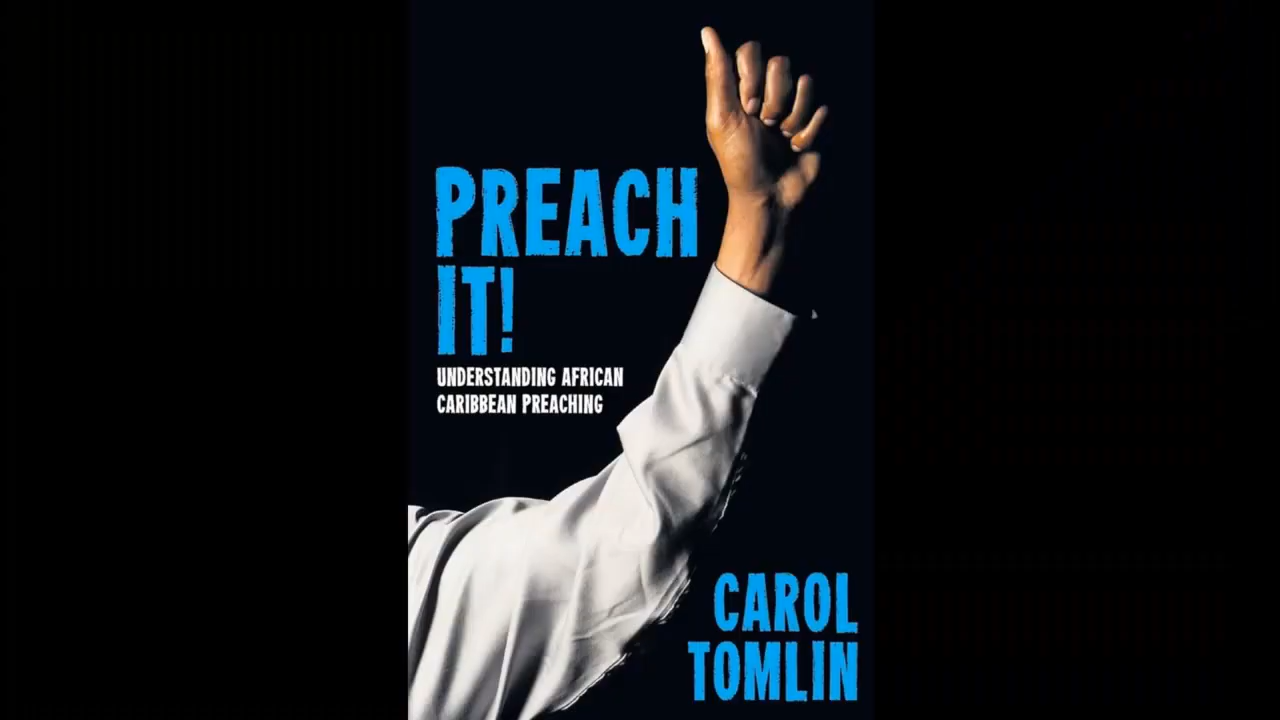 PREACH
IT!
UNDERSTANDING AFRICAN
CARIBBEAN PREACHING
CAROL
TOMLIN